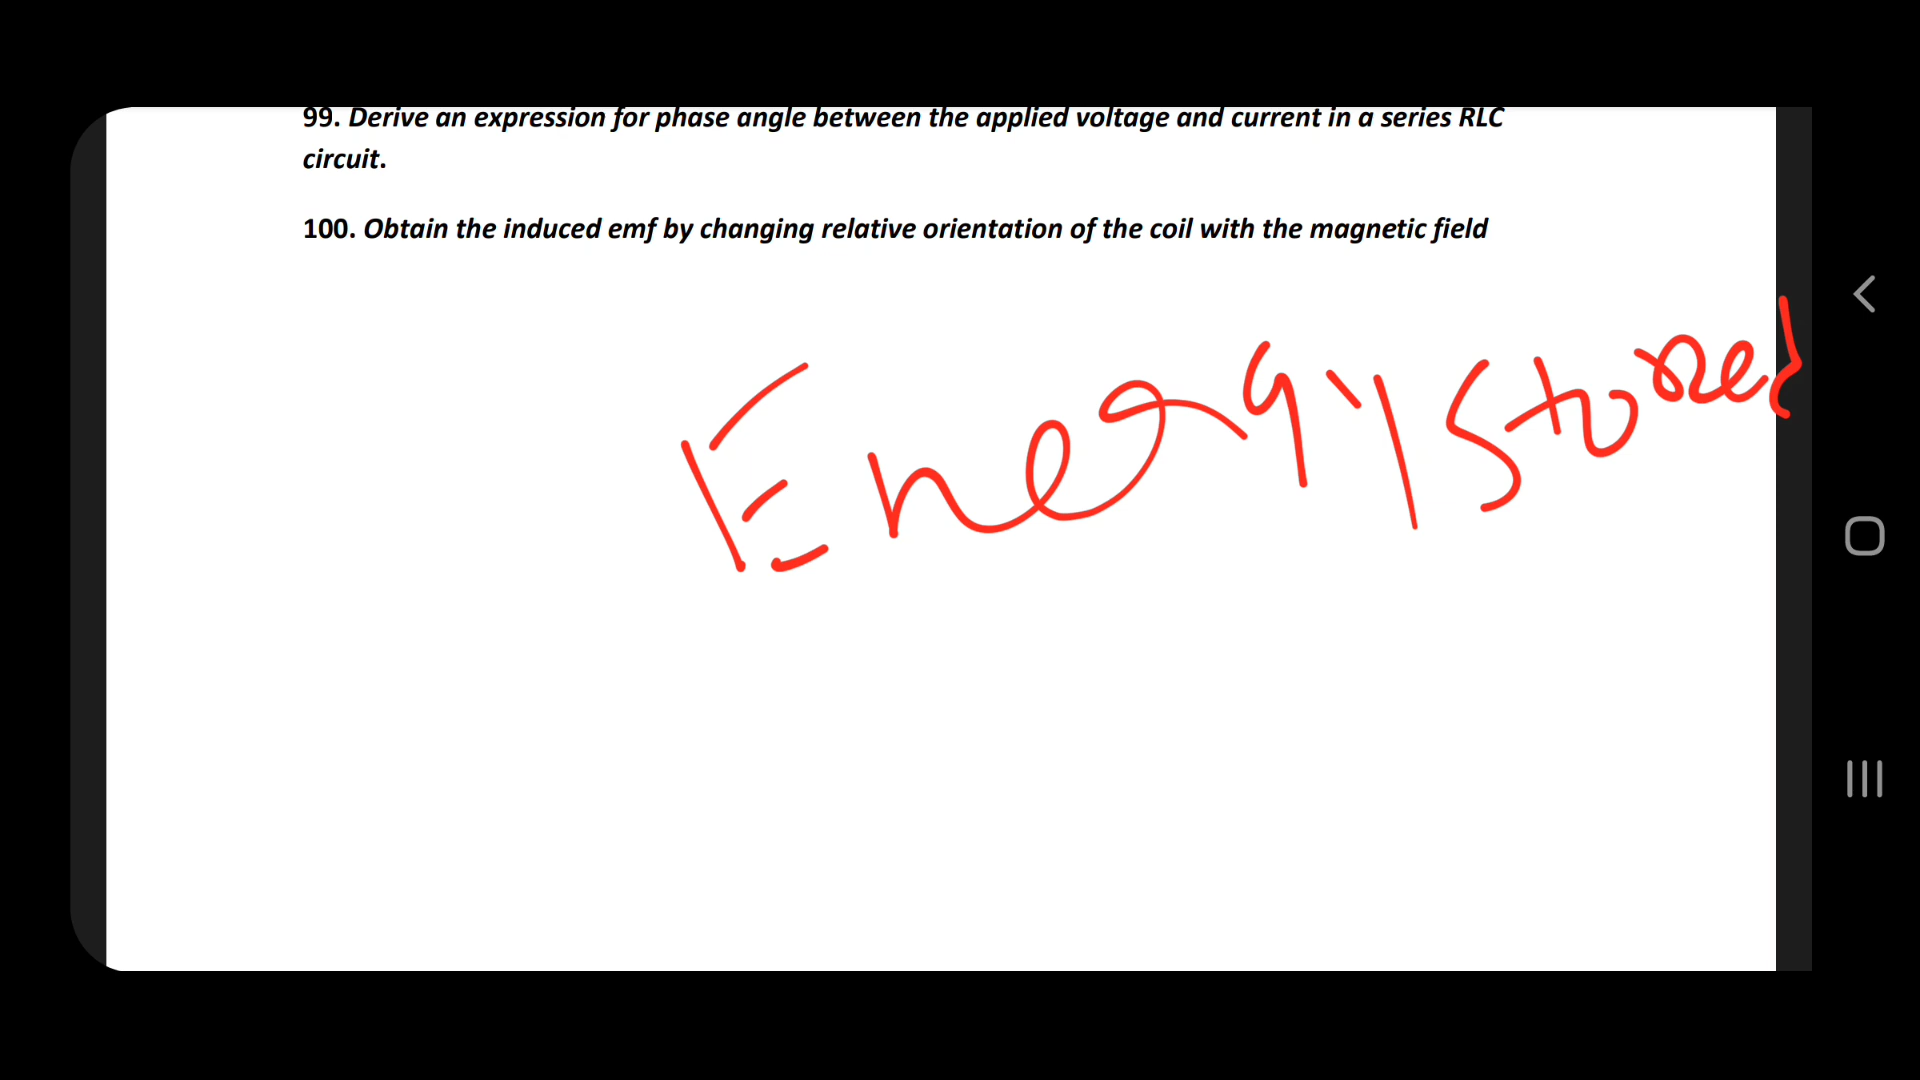 99. Derive an expression for phase angle between the applied voltage and current in a series RLC
circuit.
100. Obtain the induced emf by changing relative orientation of the coil with the magnetic field
Energy Stored